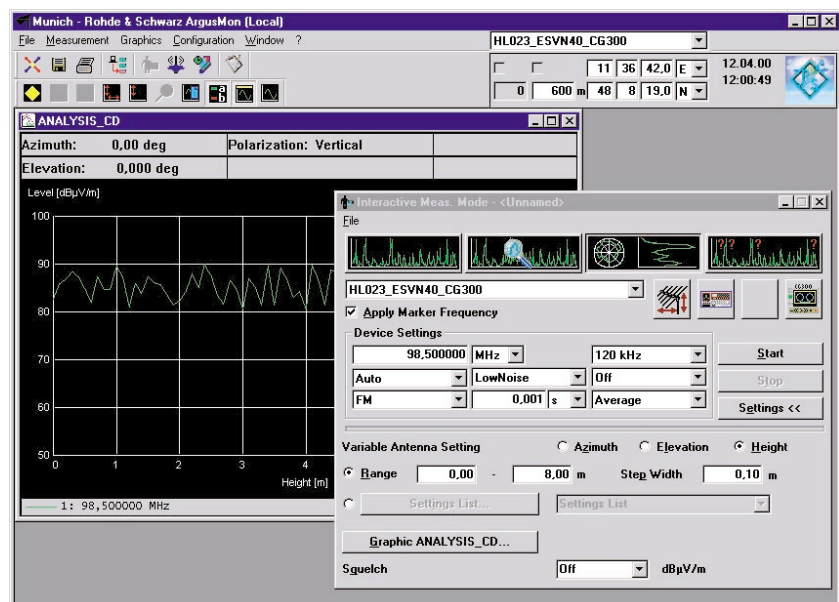 Munich - Rohde & Schwarz ArgusMon (Local)
File Measurement Graphics Configuration Window ?
HL023_ESVN40_CG300
11 36 42,0 E
0 600 m 48 8 19,0 N
12.04.00
12:00:49
ANALYSIS_CD
Azimuth: 0,00 deg Polarization: Vertical
Elevation: 0,000 deg
Level [dBµV/m]
100
90
80
70
60
50
0 1 2 3 4
Height [m]
1: 98,500000 MHz
Interactive Meas. Mode - <Unnamed>
File
? ? ?
HL023_ESVN40_CG300
CG300
Apply Marker Frequency
Device Settings
98,500000 MHz 120 kHz
Auto LowNoise Off
FM 0,001 s Average
Start
Stop
Settings <<
Variable Antenna Setting Azimuth Elevation Height
Range 0,00 - 8,00 m Step Width 0,10 m
Settings List... Settings List
Graphic ANALYSIS_CD...
Squelch Off dBµV/m